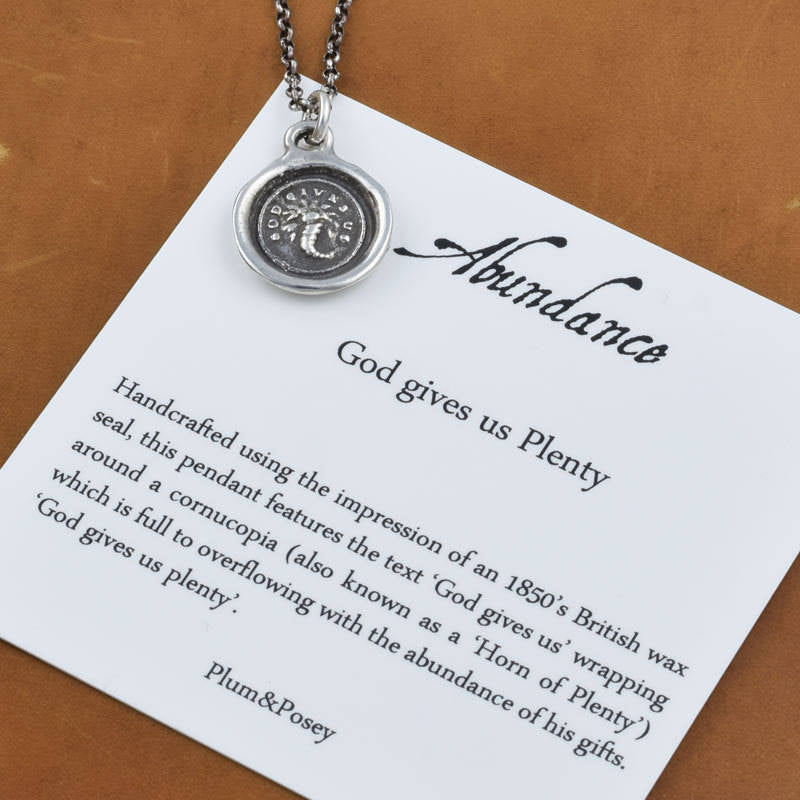 GOD GIVES US
Abundance
God gives us Plenty
Handcrafted using the impression of an 1850's British wax
seal, this pendant features the text 'God gives us' wrapping
around a cornucopia (also known as a 'Horn of Plenty')
which is full to overflowing with the abundance of his gifts.
'God gives us plenty'.
Plum&Posey